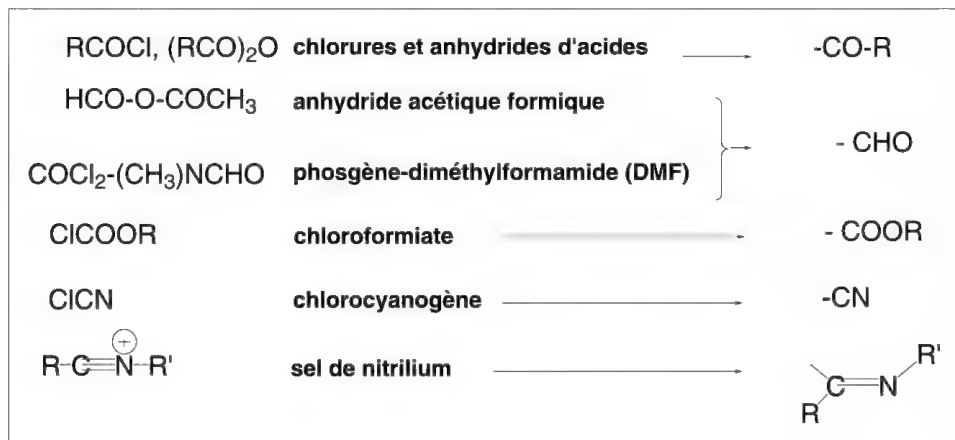 RCOCl, (RCO)₂O chlorures et anhydrides d'acides -CO-R
HCO-O-COCH₃ anhydride acétique formique
- CHO
COCl₂-(CH₃)NCHO phosgène-diméthylformamide (DMF)
ClCOOR chloroformiate - COOR
ClCN chlorocyanogène -CN
R-C≡N-R' sel de nitrilium
+
R'
C=N
R